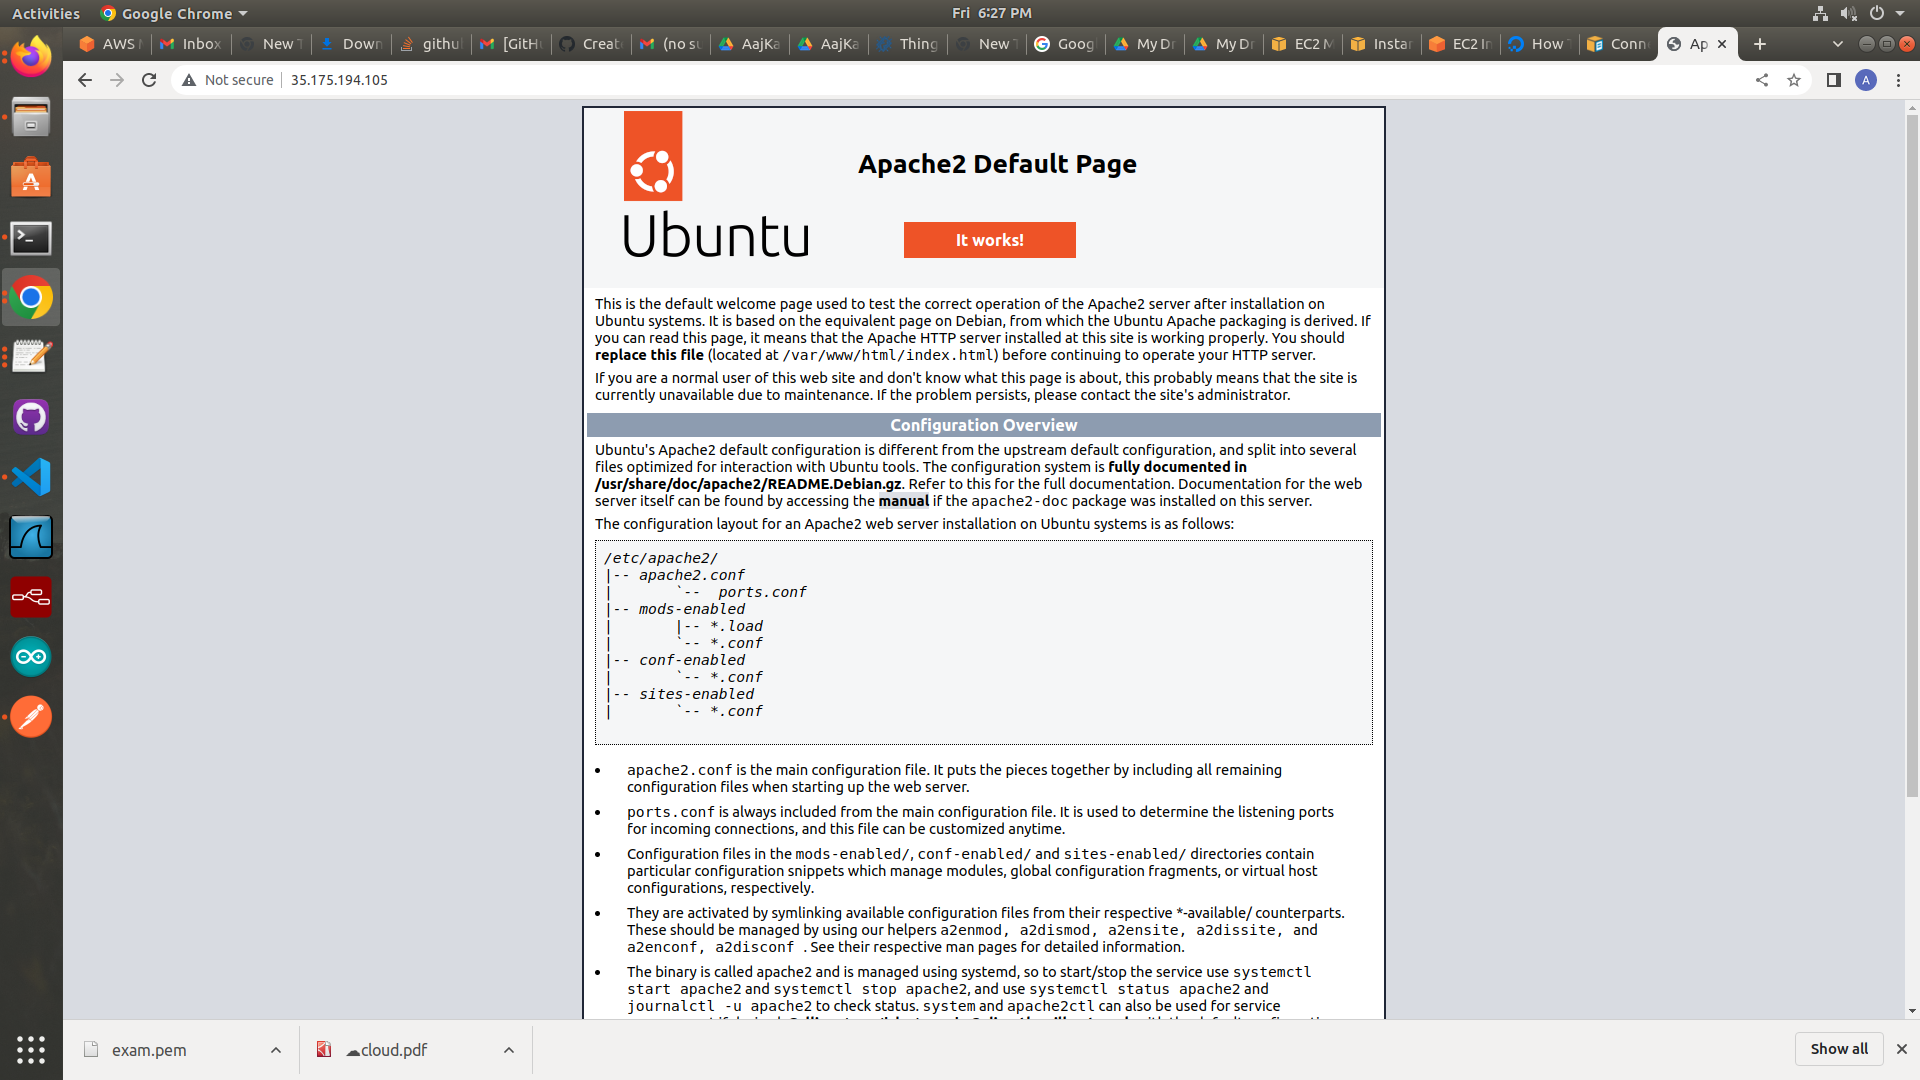 Activities Google Chrome Fri 6:27 PM
AWS Inbox New T Down githu [GitH Creat (no su AajKa AajKa Thing New T Goog My Dr My Dr EC2 M Instar EC2 In How Conn Ap
Not secure 35.175.194.105 A
Ubuntu
Apache2 Default Page
It works!
This is the default welcome page used to test the correct operation of the Apache2 server after installation on
Ubuntu systems. It is based on the equivalent page on Debian, from which the Ubuntu Apache packaging is derived. If
you can read this page, it means that the Apache HTTP server installed at this site is working properly. You should
replace this file (located at /var/www/html/index.html) before continuing to operate your HTTP server.
If you are a normal user of this web site and don't know what this page is about, this probably means that the site is
currently unavailable due to maintenance. If the problem persists, please contact the site's administrator.
Configuration Overview
Ubuntu's Apache2 default configuration is different from the upstream default configuration, and split into several
files optimized for interaction with Ubuntu tools. The configuration system is fully documented in
/usr/share/doc/apache2/README.Debian.gz. Refer to this for the full documentation. Documentation for the web
server itself can be found by accessing the manual if the apache2-doc package was installed on this server.
The configuration layout for an Apache2 web server installation on Ubuntu systems is as follows:
/etc/apache2/
|-- apache2.conf
|       `--  ports.conf
|-- mods-enabled
|       |-- *.load
|       `-- *.conf
|-- conf-enabled
|       `-- *.conf
|-- sites-enabled
|       `-- *.conf
• apache2.conf is the main configuration file. It puts the pieces together by including all remaining
configuration files when starting up the web server.
• ports.conf is always included from the main configuration file. It is used to determine the listening ports
for incoming connections, and this file can be customized anytime.
• Configuration files in the mods-enabled/, conf-enabled/ and sites-enabled/ directories contain
particular configuration snippets which manage modules, global configuration fragments, or virtual host
configurations, respectively.
• They are activated by symlinking available configuration files from their respective *-available/ counterparts.
These should be managed by using our helpers a2enmod, a2dismod, a2ensite, a2dissite, and
a2enconf, a2disconf . See their respective man pages for detailed information.
• The binary is called apache2 and is managed using systemd, so to start/stop the service use systemctl
start apache2 and systemctl stop apache2, and use systemctl status apache2 and
journalctl -u apache2 to check status. system and apache2ctl can also be used for service
exam.pem ☁cloud.pdf Show all